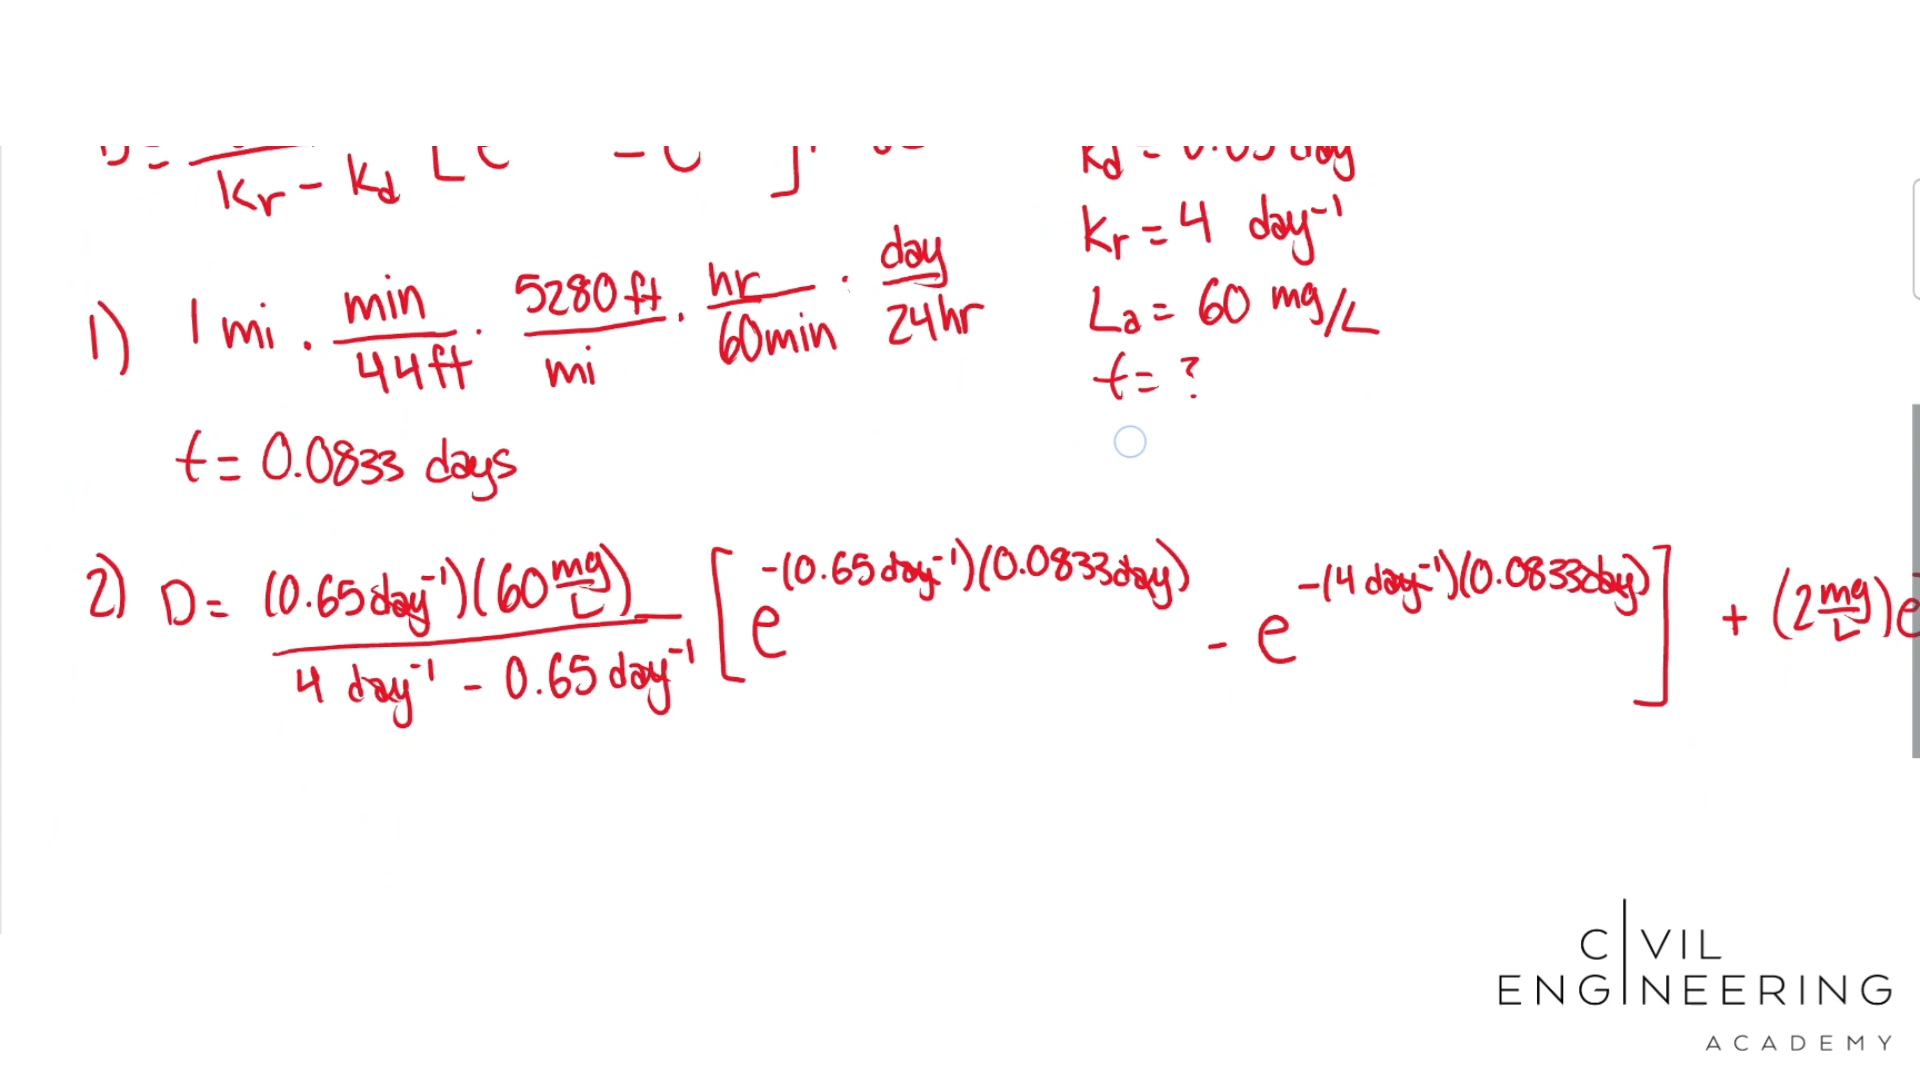 kr - kd
kr = 4 day⁻¹
La = 60 mg/L
t = ?
1) 1 mi . min/44ft . 5280 ft/mi . hr/60min . day/24hr
t = 0.0833 days
2) D = (0.65 day⁻¹)(60 mg/L)/(4 day⁻¹ - 0.65 day⁻¹) [e^-(0.65 day⁻¹)(0.0833 day) - e^-(4 day⁻¹)(0.0833 day)] + (2 mg/L)e
CIVIL
ENGINEERING
ACADEMY